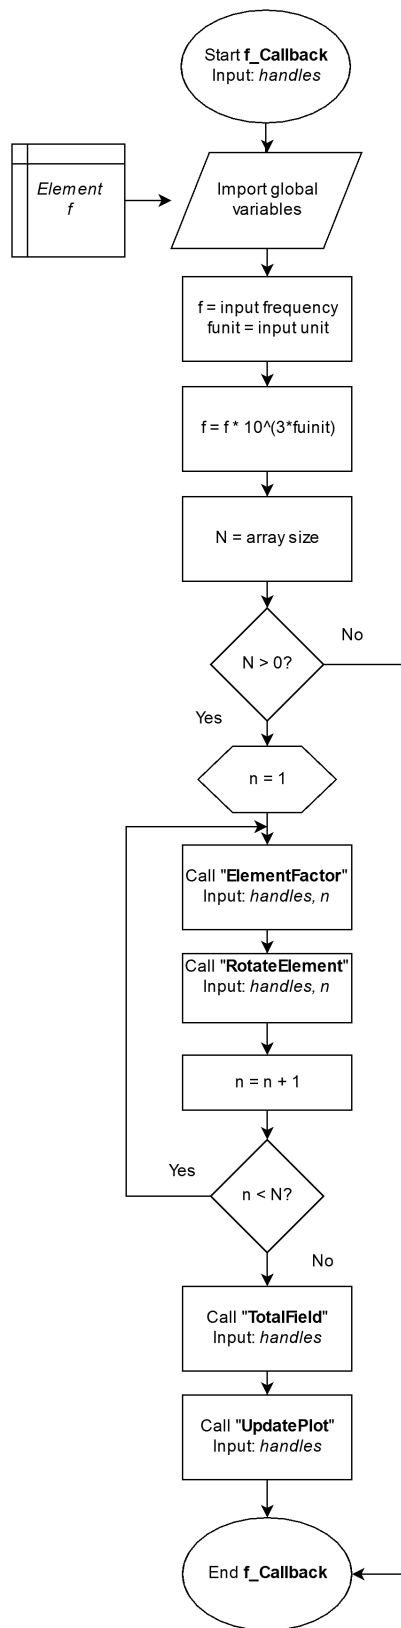 Start f_Callback
Input: handles
Element
f
Import global
variables
f = input frequency
funit = input unit
f = f * 10^(3*fuinit)
N = array size
N > 0?
No
Yes
n = 1
Call "ElementFactor"
Input: handles, n
Call "RotateElement"
Input: handles, n
n = n + 1
Yes
n < N?
No
Call "TotalField"
Input: handles
Call "UpdatePlot"
Input: handles
End f_Callback